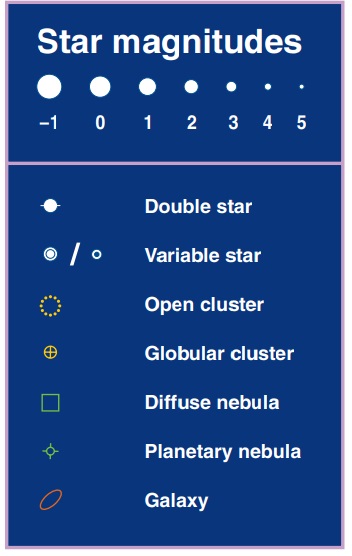 Star magnitudes
–1 0 1 2 3 4 5
Double star
/ Variable star
Open cluster
Globular cluster
Diffuse nebula
Planetary nebula
Galaxy